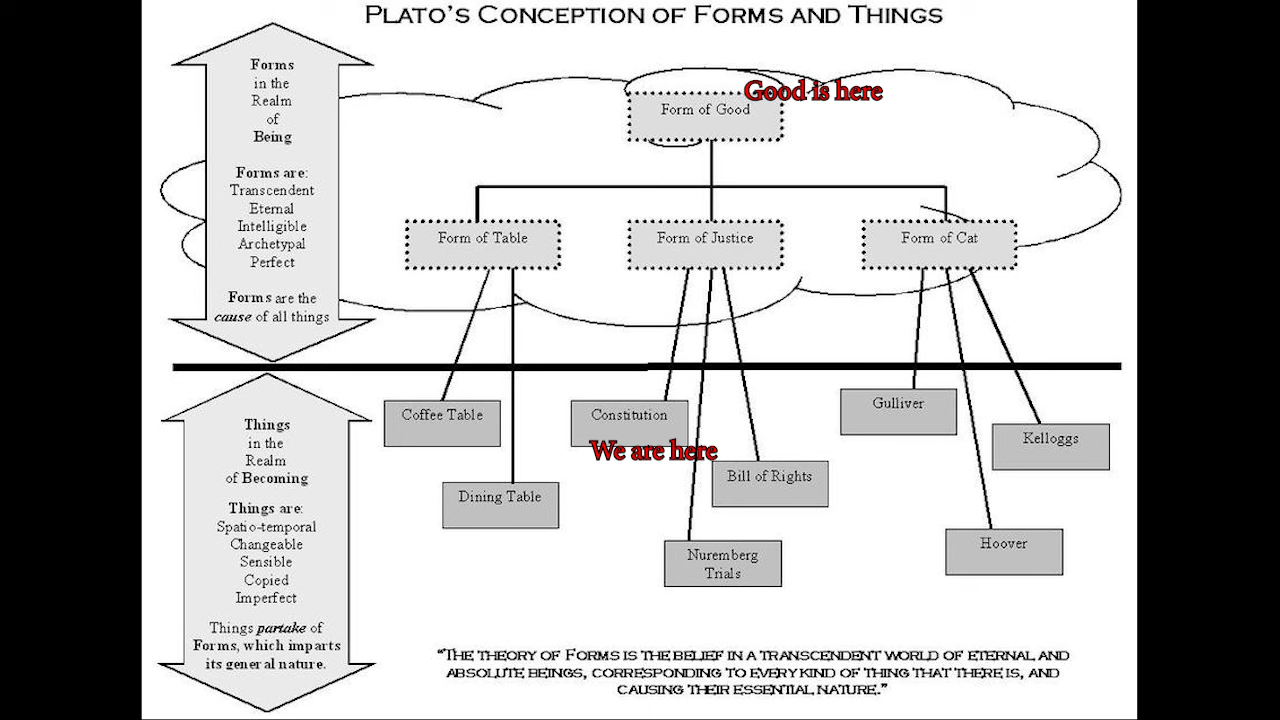 PLATO'S CONCEPTION OF FORMS AND THINGS
Forms
in the
Realm
of
Being
Forms are:
Transcendent
Eternal
Intelligible
Archetypal
Perfect
Forms are the
cause of all things
Good is here
Form of Good
Form of Table
Form of Justice
Form of Cat
Things
in the
Realm
of Becoming
Things are:
Spatio-temporal
Changeable
Sensible
Copied
Imperfect
Things partake of
Forms, which imparts
its general nature.
Coffee Table
Constitution
Gulliver
Kelloggs
We are here
Dining Table
Bill of Rights
Nuremberg
Trials
Hoover
"THE THEORY OF FORMS IS THE BELIEF IN A TRANSCENDENT WORLD OF ETERNAL AND
ABSOLUTE BEINGS, CORRESPONDING TO EVERY KIND OF THING THAT THERE IS, AND
CAUSING THEIR ESSENTIAL NATURE."